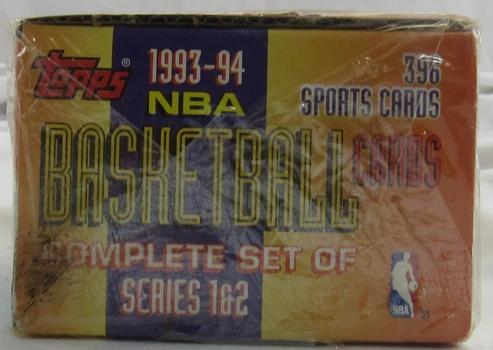 Topps®
1993-94
NBA
396
SPORTS CARDS
BASKETBALL CARDS
COMPLETE SET OF
SERIES 1&2
NBA